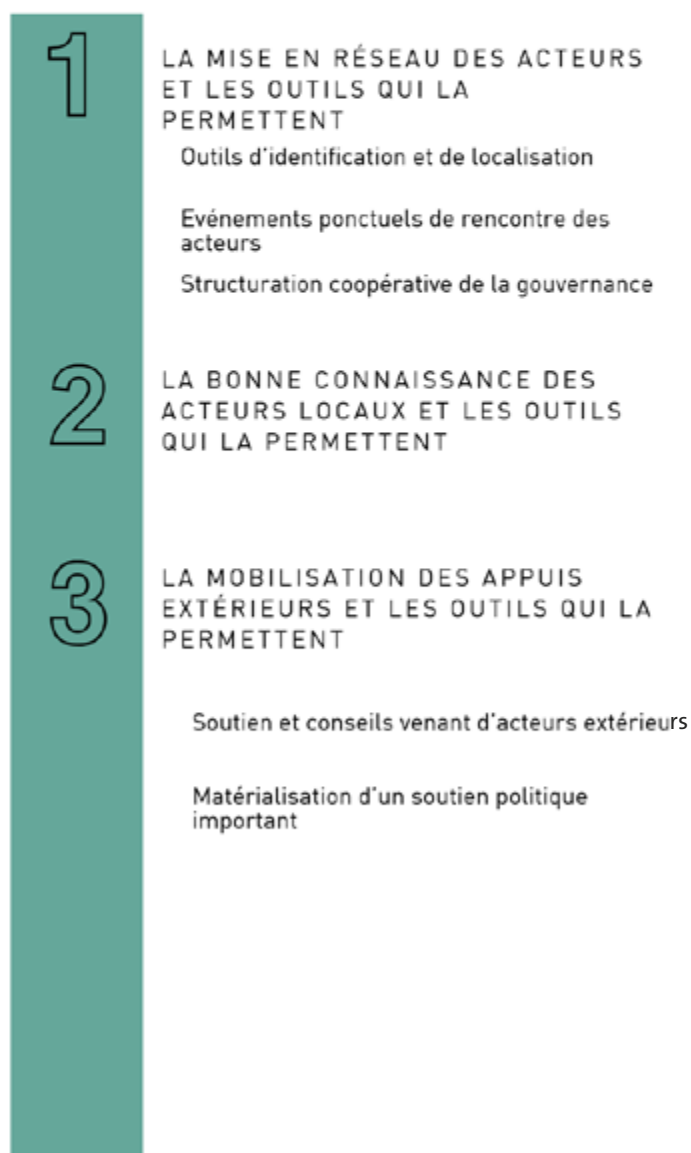 1
LA MISE EN RÉSEAU DES ACTEURS
ET LES OUTILS QUI LA
PERMETTENT
Outils d'identification et de localisation
Evénements ponctuels de rencontre des
acteurs
Structuration coopérative de la gouvernance
2
LA BONNE CONNAISSANCE DES
ACTEURS LOCAUX ET LES OUTILS
QUI LA PERMETTENT
3
LA MOBILISATION DES APPUIS
EXTÉRIEURS ET LES OUTILS QUI LA
PERMETTENT
Soutien et conseils venant d'acteurs extérieurs
Matérialisation d'un soutien politique
important